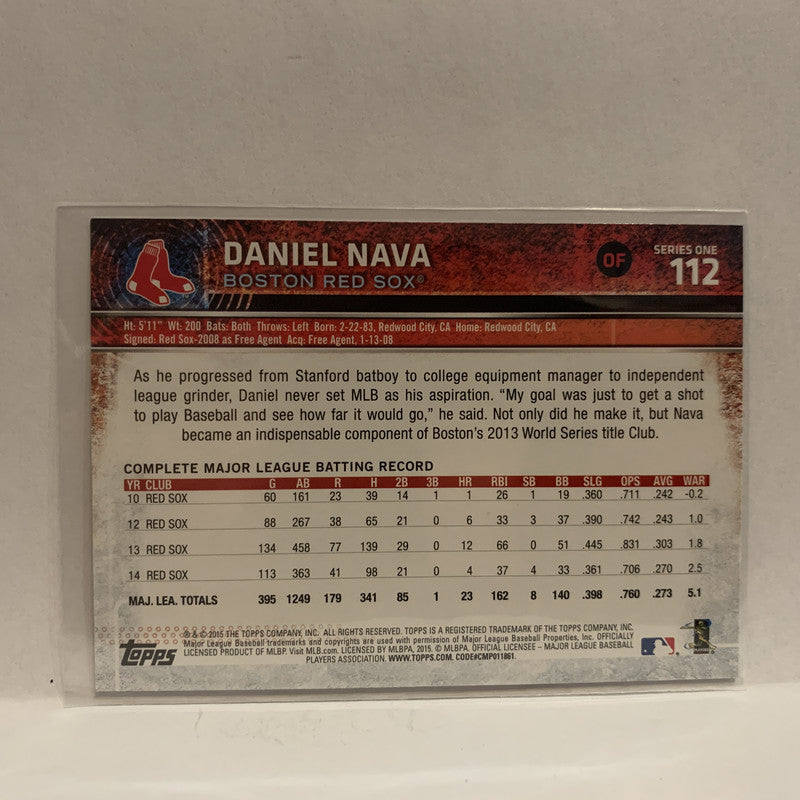 DANIEL NAVA
BOSTON RED SOX®
OF
SERIES ONE
112
Ht: 5'11" Wt: 200 Bats: Both Throws: Left Born: 2-22-83, Redwood City, CA Home: Redwood City, CA
Signed: Red Sox-2008 as Free Agent Acq: Free Agent, 1-13-08
As he progressed from Stanford batboy to college equipment manager to independent
league grinder, Daniel never set MLB as his aspiration. “My goal was just to get a shot
to play Baseball and see how far it would go,” he said. Not only did he make it, but Nava
became an indispensable component of Boston’s 2013 World Series title Club.
COMPLETE MAJOR LEAGUE BATTING RECORD
YR CLUB G AB R H 2B 3B HR RBI SB BB SLG OPS AVG WAR
10 RED SOX 60 161 23 39 14 1 1 26 1 19 .360 .711 .242 -0.2
12 RED SOX 88 267 38 65 21 0 6 33 3 37 .390 .742 .243 1.0
13 RED SOX 134 458 77 139 29 0 12 66 0 51 .445 .831 .303 1.8
14 RED SOX 113 363 41 98 21 0 4 37 4 33 .361 .706 .270 2.5
MAJ. LEA. TOTALS 395 1249 179 341 85 1 23 162 8 140 .398 .760 .273 5.1
® & © 2015 THE TOPPS COMPANY, INC. ALL RIGHTS RESERVED. TOPPS IS A REGISTERED TRADEMARK OF THE TOPPS COMPANY, INC.
Major League Baseball trademarks and copyrights are used with permission of Major League Baseball Properties, Inc. OFFICIALLY
LICENSED PRODUCT OF MLBP. Visit MLB.com. LICENSED BY MLBPA, 2015. © MLBPA. OFFICIAL LICENSEE – MAJOR LEAGUE BASEBALL
PLAYERS ASSOCIATION. WWW.TOPPS.COM. CODE#CMP011861.
Topps